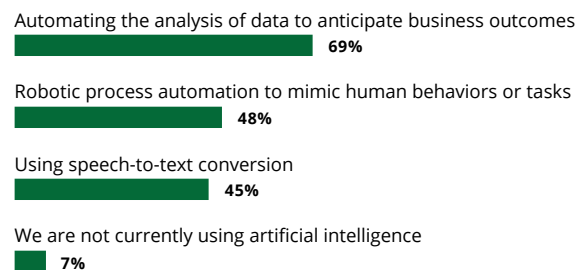 Automating the analysis of data to anticipate business outcomes
69%
Robotic process automation to mimic human behaviors or tasks
48%
Using speech-to-text conversion
45%
We are not currently using artificial intelligence
7%